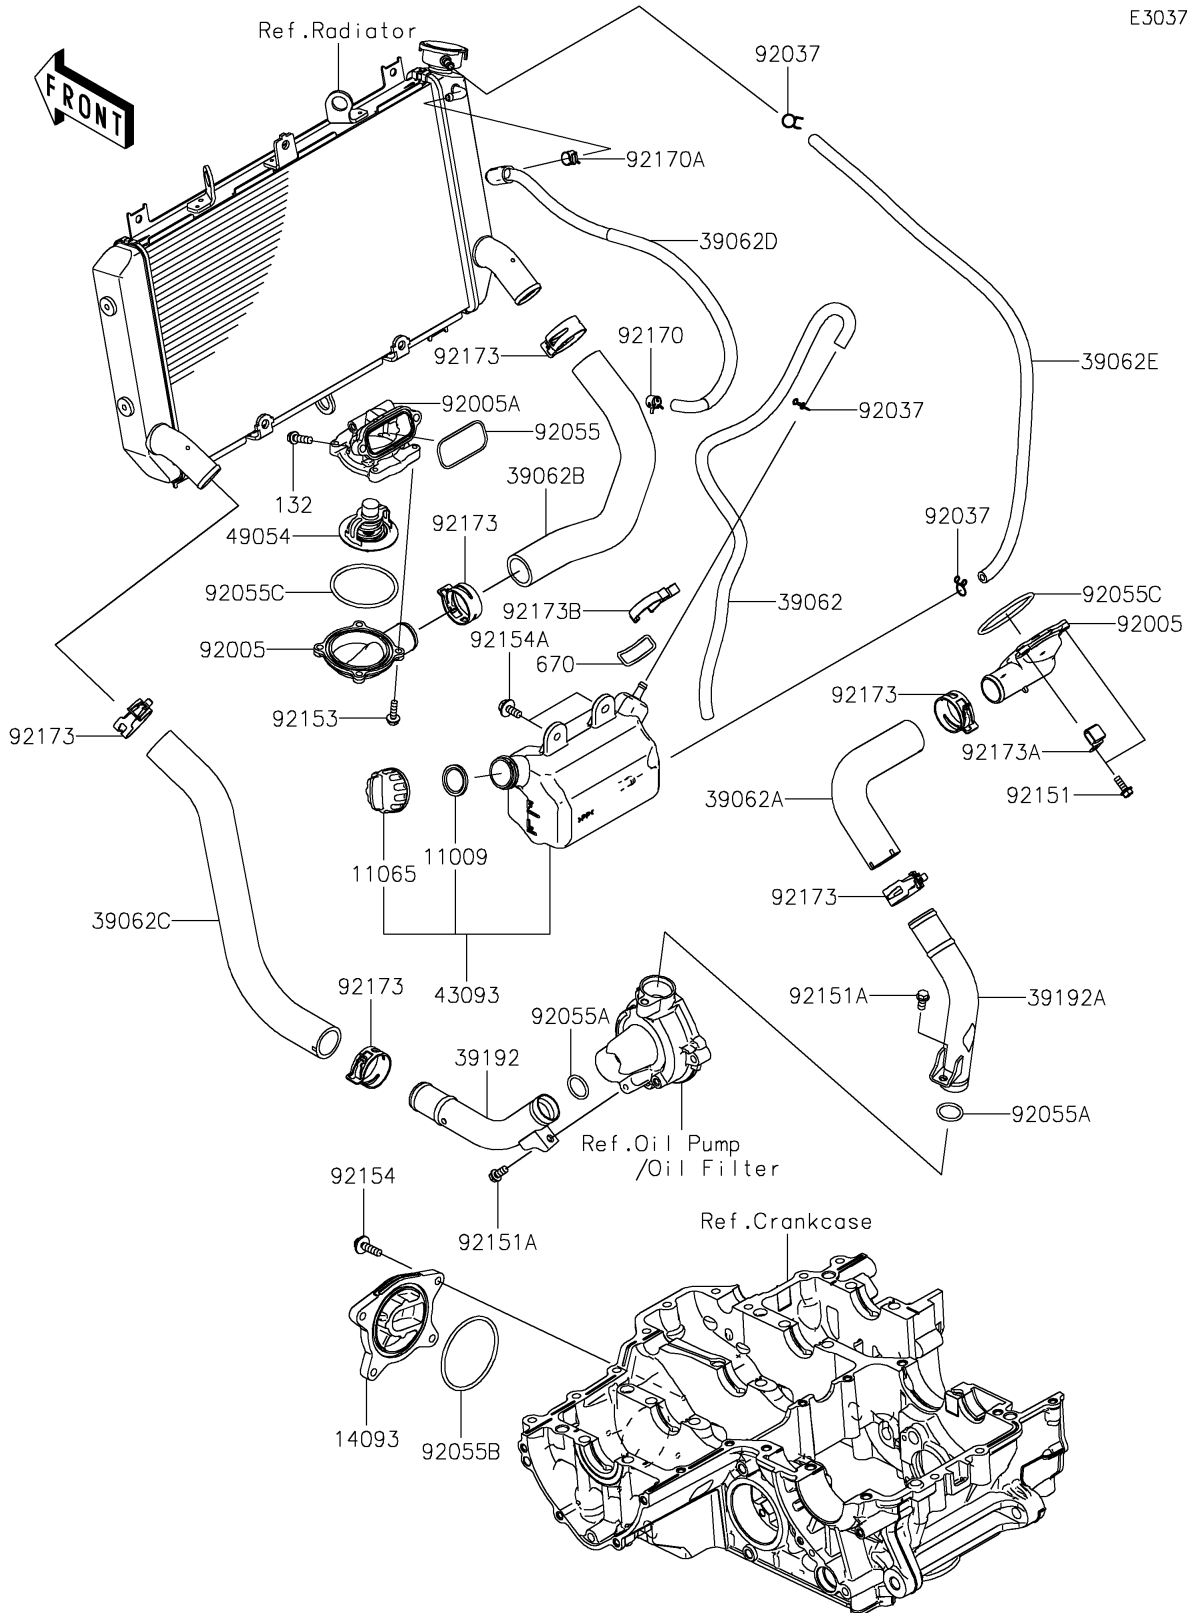 E3037
Ref.Radiator
FRONT
92037
92170A
39062D
92173
92170
39062E
92005A
92055
92037
132
39062B
49054
92173
92037
92055C
92173B
39062
92055C
92005
92154A
92005
670
92173
92153
92173
92173A
39062A
92151
11009
11065
92173
39062C
92173
43093
92151A
39192A
92055A
39192
92055A
Ref.Oil Pump
/Oil Filter
92154
92151A
Ref.Crankcase
14093
92055B